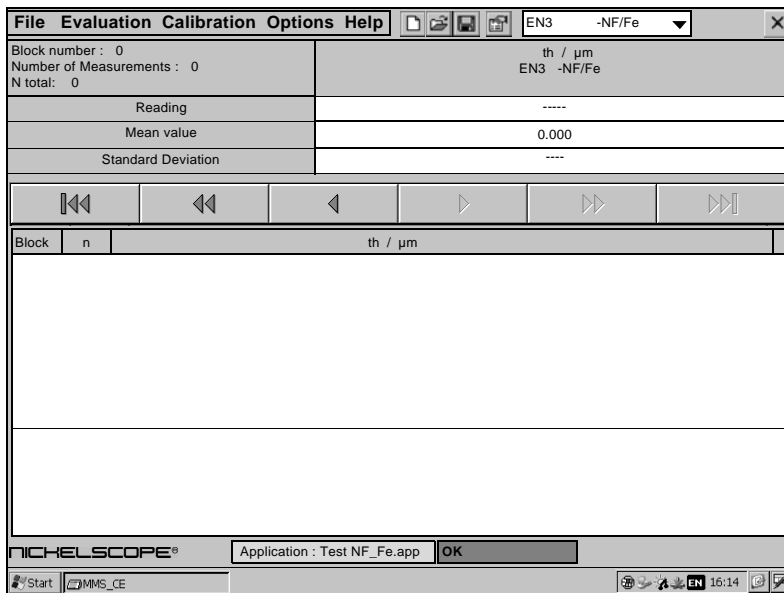 File Evaluation Calibration Options Help EN3 -NF/Fe
Block number : 0
Number of Measurements : 0
N total: 0
th / µm
EN3 -NF/Fe
Reading -----
Mean value 0.000
Standard Deviation ----
Block n th / µm
NICKELSCOPE® Application : Test NF_Fe.app OK
Start MMS_CE EN 16:14